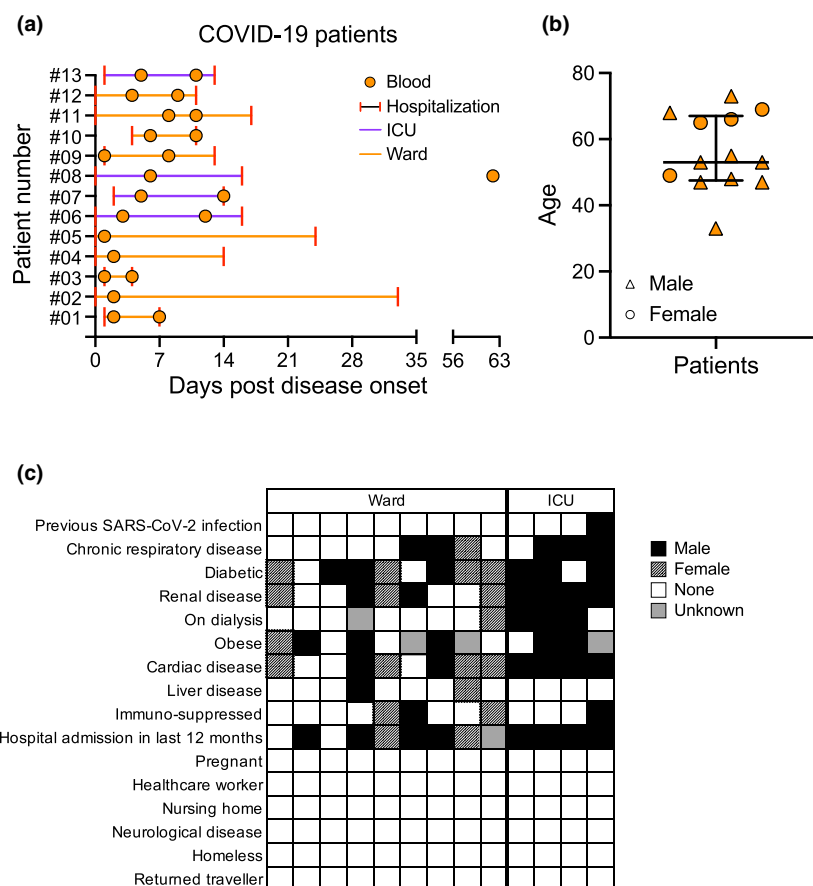 (a)
COVID-19 patients
Patient number
#13
#12
#11
#10
#09
#08
#07
#06
#05
#04
#03
#02
#01
0 7 14 21 28 35 56 63
Days post disease onset
Blood
Hospitalization
ICU
Ward
(b)
Age
80
60
40
20
0
Male
Female
Patients
(c)
Ward ICU
Previous SARS-CoV-2 infection
Chronic respiratory disease
Diabetic
Renal disease
On dialysis
Obese
Cardiac disease
Liver disease
Immuno-suppressed
Hospital admission in last 12 months
Pregnant
Healthcare worker
Nursing home
Neurological disease
Homeless
Returned traveller
Male
Female
None
Unknown